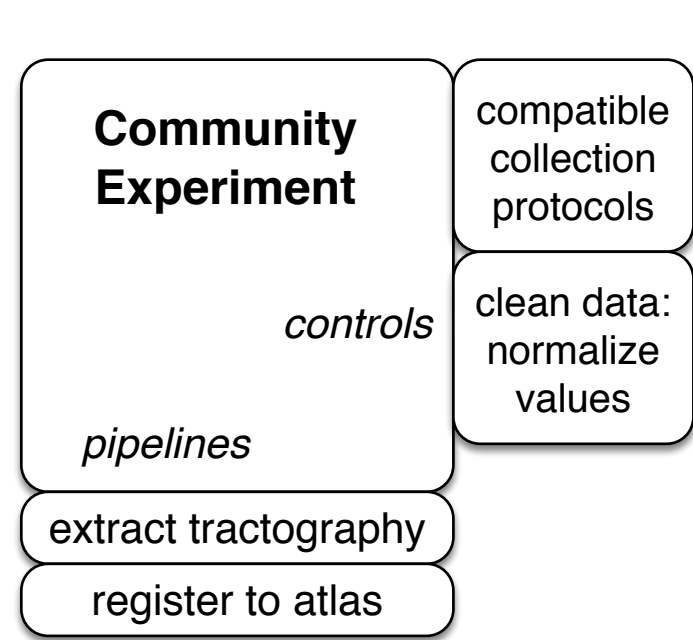 Community
Experiment
controls
pipelines
compatible
collection
protocols
clean data:
normalize
values
extract tractography
register to atlas